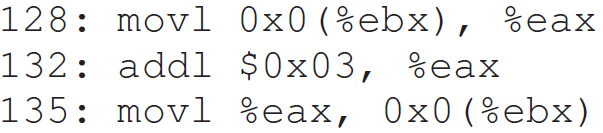 128: movl 0x0(%ebx), %eax
132: addl $0x03, %eax
135: movl %eax, 0x0(%ebx)